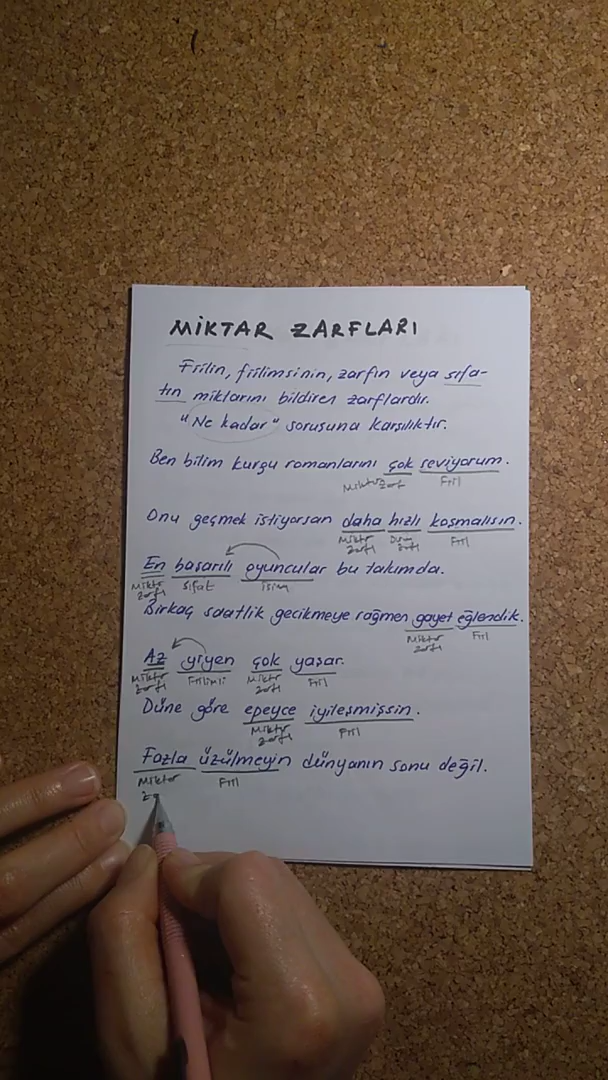 MİKTAR ZARFLARI
Fiilin, fiilimsinin, zarfın veya sıfa-
tın miktarını bildiren zarflardır.
"Ne kadar" sorusuna karşılıktır.
Ben bilim kurgu romanlarını çok seviyorum.
Miktar zarfı Fiil
Onu geçmek istiyorsan daha hızlı koşmalısın.
Miktar Durum Fiil
zarfı zarfı
En başarılı oyuncular bu takımda.
Miktar sıfat isim
zarfı
Birkaç saatlik gecikmeye rağmen gayet eğlendik.
Miktar Fiil
zarfı
Az yiyen çok yaşar.
Miktar Miktar Fiil
zarfı zarfı
Düne göre epeyce iyileşmişsin.
Miktar Fiil
zarfı
Fazla üzülmeyin dünyanın sonu değil.
Miktar Fiil